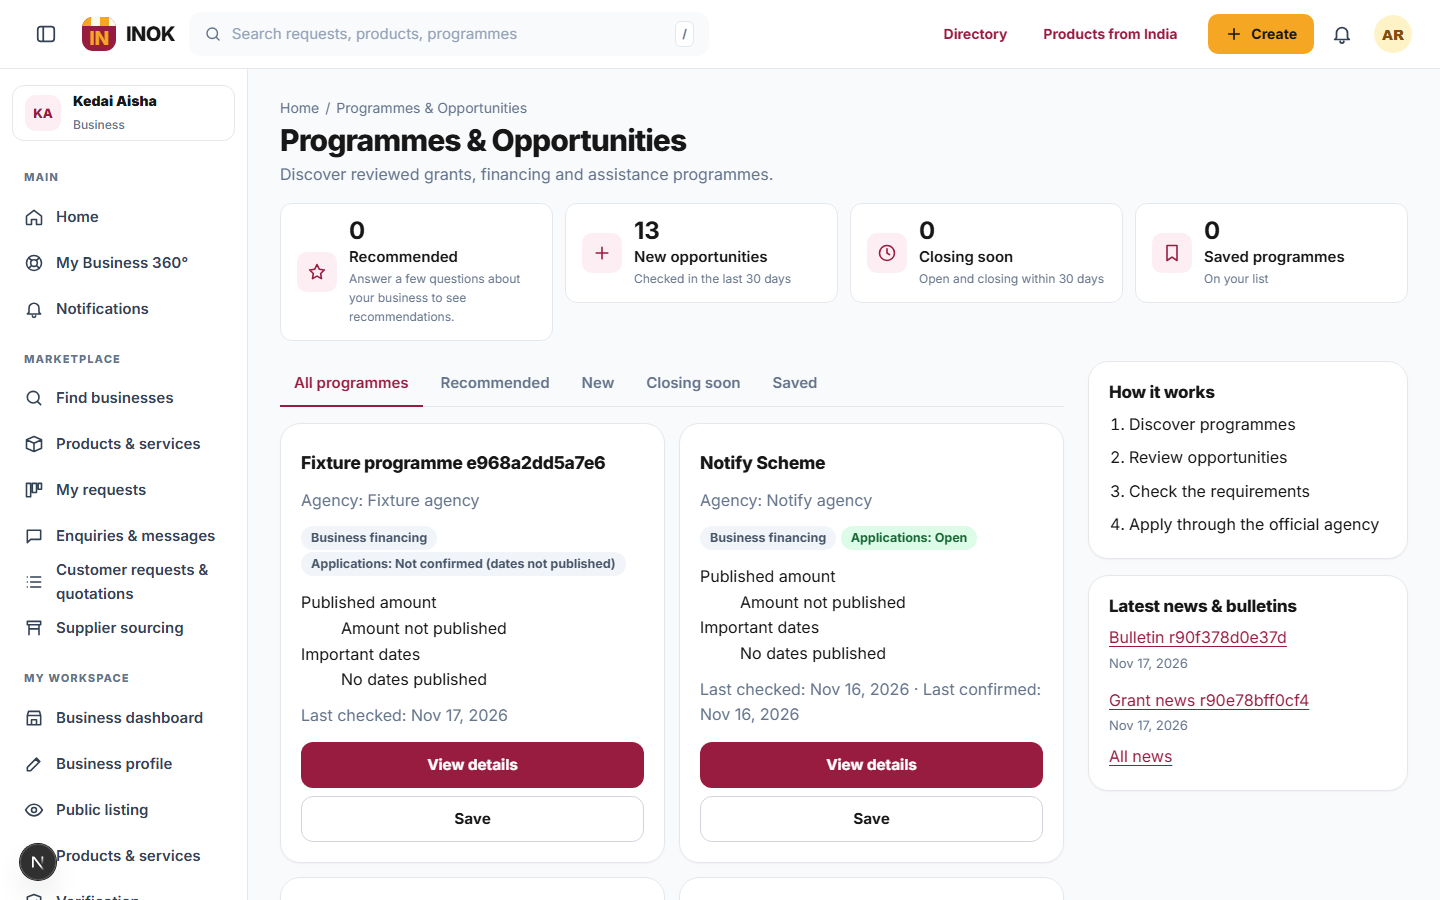 IN INOK
Search requests, products, programmes
/
Directory
Products from India
Create
AR
KA
Kedai Aisha
Business
MAIN
Home
My Business 360°
Notifications
MARKETPLACE
Find businesses
Products & services
My requests
Enquiries & messages
Customer requests &
quotations
Supplier sourcing
MY WORKSPACE
Business dashboard
Business profile
Public listing
N
Products & services
Verification
Home / Programmes & Opportunities
Programmes & Opportunities
Discover reviewed grants, financing and assistance programmes.
0
Recommended
Answer a few questions about
your business to see
recommendations.
13
New opportunities
Checked in the last 30 days
0
Closing soon
Open and closing within 30 days
0
Saved programmes
On your list
All programmes
Recommended
New
Closing soon
Saved
Fixture programme e968a2dd5a7e6
Agency: Fixture agency
Business financing
Applications: Not confirmed (dates not published)
Published amount
Amount not published
Important dates
No dates published
Last checked: Nov 17, 2026
View details
Save
Notify Scheme
Agency: Notify agency
Business financing
Applications: Open
Published amount
Amount not published
Important dates
No dates published
Last checked: Nov 16, 2026 · Last confirmed:
Nov 16, 2026
View details
Save
How it works
1. Discover programmes
2. Review opportunities
3. Check the requirements
4. Apply through the official agency
Latest news & bulletins
Bulletin r90f378d0e37d
Nov 17, 2026
Grant news r90e78bff0cf4
Nov 17, 2026
All news